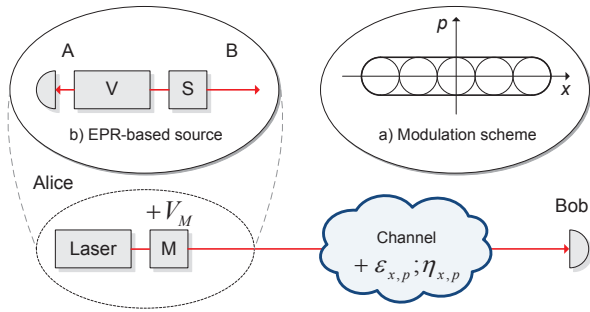 A
B
V
S
b) EPR-based source
p
x
a) Modulation scheme
Alice
+V_M
Laser
M
Channel
+ ε_{x,p};η_{x,p}
Bob